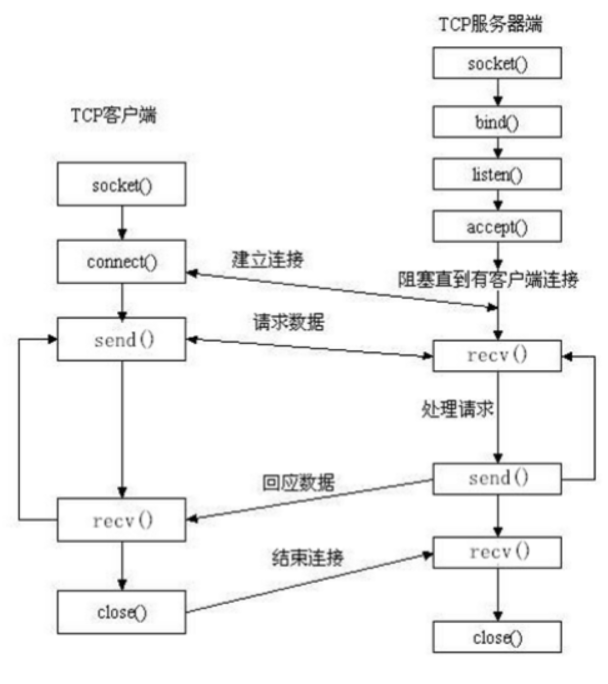 TCP服务器端
socket()
bind()
TCP客户端
listen()
socket()
accept()
connect()
建立连接
阻塞直到有客户端连接
请求数据
send()
recv()
处理请求
回应数据
send()
recv()
结束连接
recv()
close()
close()